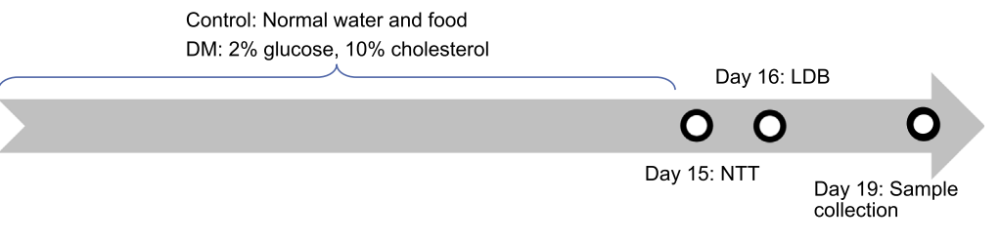 Control: Normal water and food
DM: 2% glucose, 10% cholesterol
Day 16: LDB
Day 15: NTT
Day 19: Sample
collection